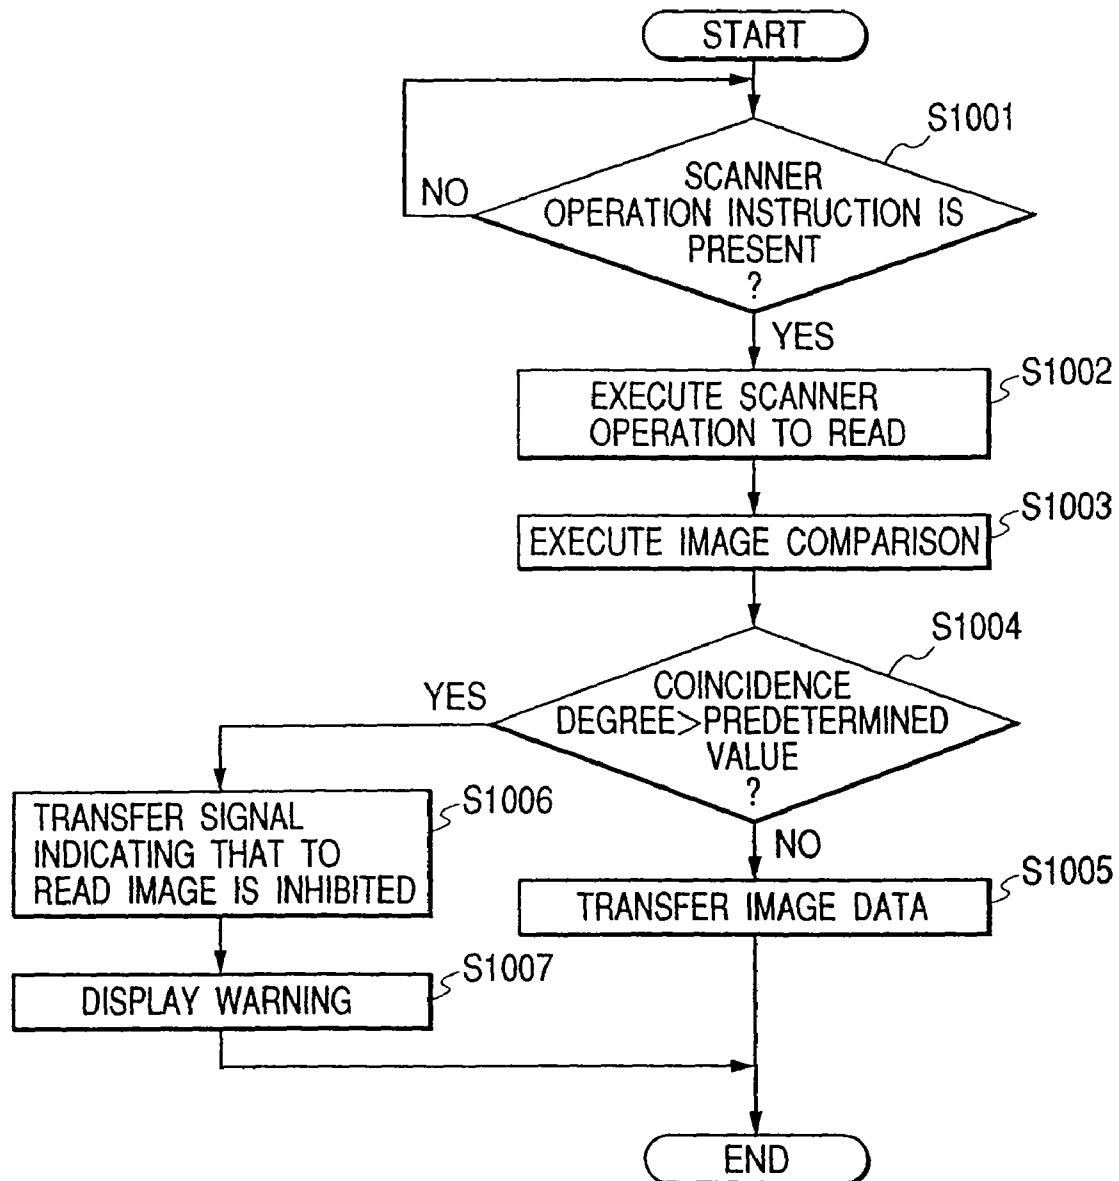 START
S1001
SCANNER
OPERATION INSTRUCTION IS
PRESENT
?
NO
YES
S1002
EXECUTE SCANNER
OPERATION TO READ
S1003
EXECUTE IMAGE COMPARISON
S1004
COINCIDENCE
DEGREE>PREDETERMINED
VALUE
?
YES
S1006
TRANSFER SIGNAL
INDICATING THAT TO
READ IMAGE IS INHIBITED
NO
S1005
TRANSFER IMAGE DATA
S1007
DISPLAY WARNING
END